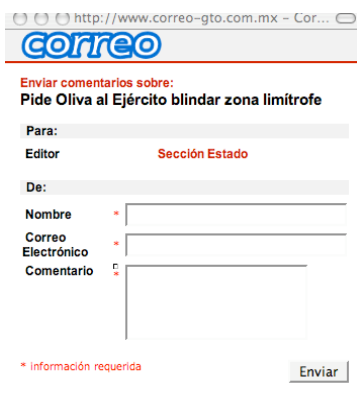 http://www.correo-gto.com.mx – Cor...
correo
Enviar comentarios sobre:
Pide Oliva al Ejército blindar zona limítrofe
Para:
Editor Sección Estado
De:
Nombre *
Correo
Electrónico *
Comentario *
* información requerida
Enviar